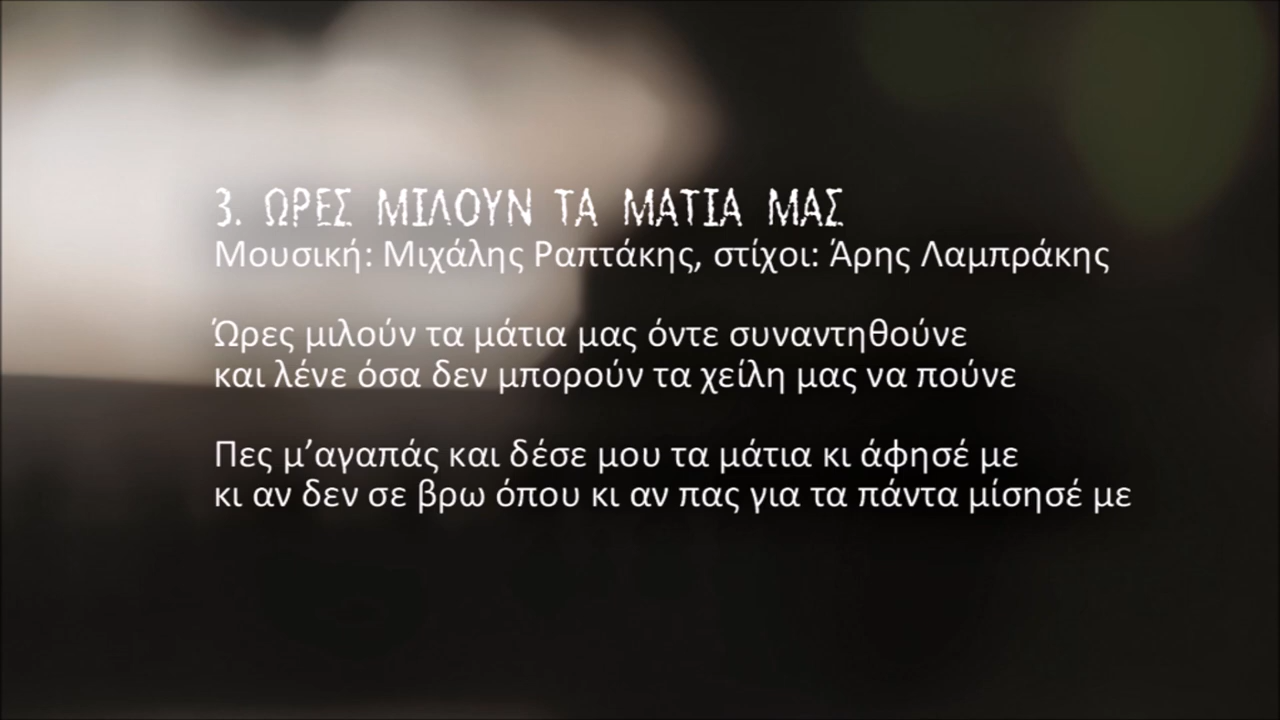 3. ΩΡΕΣ ΜΙΛΟΥΝ ΤΑ ΜΑΤΙΑ ΜΑΣ
Μουσική: Μιχάλης Ραπτάκης, στίχοι: Άρης Λαμπράκης
Ώρες μιλούν τα μάτια μας όντε συναντηθούνε
και λένε όσα δεν μπορούν τα χείλη μας να πούνε
Πες μ’αγαπάς και δέσε μου τα μάτια κι άφησέ με
κι αν δεν σε βρω όπου κι αν πας για τα πάντα μίσησέ με